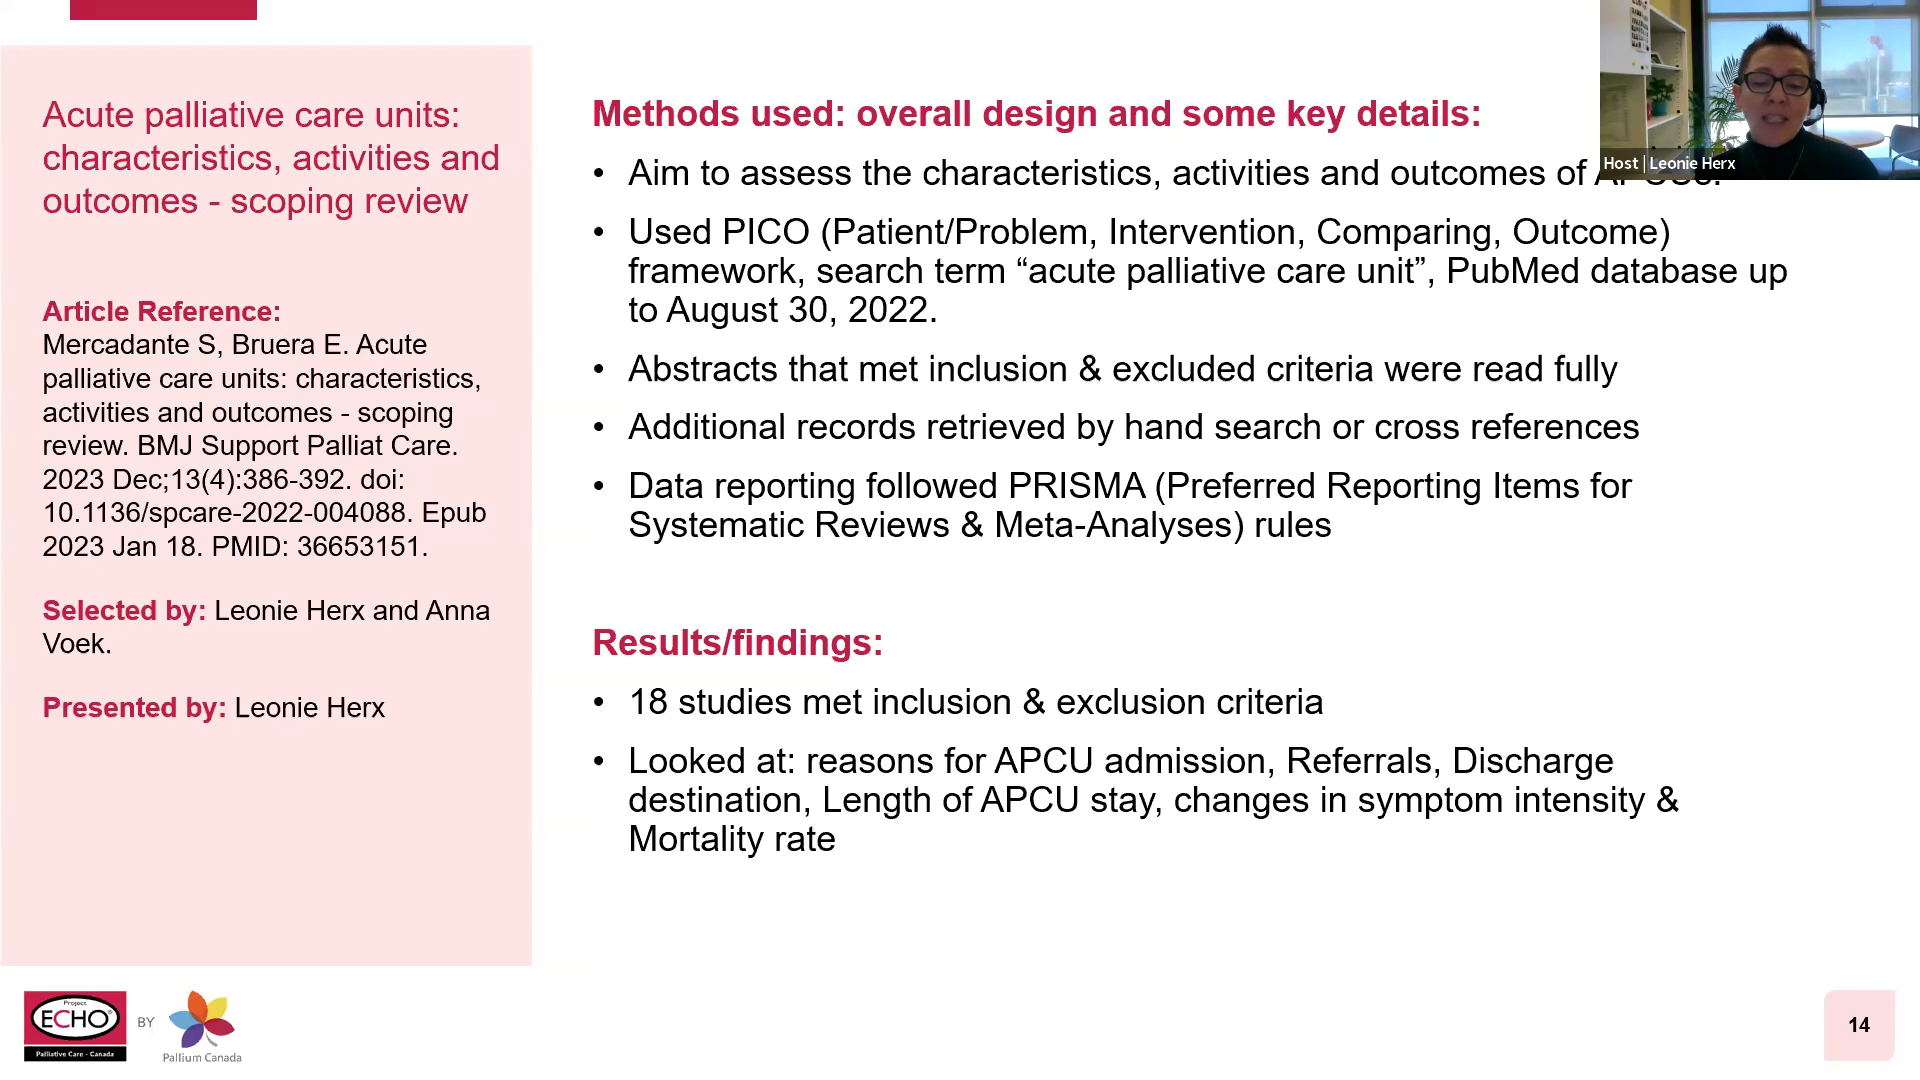 Acute palliative care units:
characteristics, activities and
outcomes - scoping review
Article Reference:
Mercadante S, Bruera E. Acute
palliative care units: characteristics,
activities and outcomes - scoping
review. BMJ Support Palliat Care.
2023 Dec;13(4):386-392. doi:
10.1136/spcare-2022-004088. Epub
2023 Jan 18. PMID: 36653151.
Selected by: Leonie Herx and Anna
Voek.
Presented by: Leonie Herx
Methods used: overall design and some key details:
• Aim to assess the characteristics, activities and outcomes of
• Used PICO (Patient/Problem, Intervention, Comparing, Outcome)
framework, search term “acute palliative care unit”, PubMed database up
to August 30, 2022.
• Abstracts that met inclusion & excluded criteria were read fully
• Additional records retrieved by hand search or cross references
• Data reporting followed PRISMA (Preferred Reporting Items for
Systematic Reviews & Meta-Analyses) rules
Results/findings:
• 18 studies met inclusion & exclusion criteria
• Looked at: reasons for APCU admission, Referrals, Discharge
destination, Length of APCU stay, changes in symptom intensity &
Mortality rate
Host | Leonie Herx
Project
ECHO®
Palliative Care - Canada
BY
Pallium Canada
14